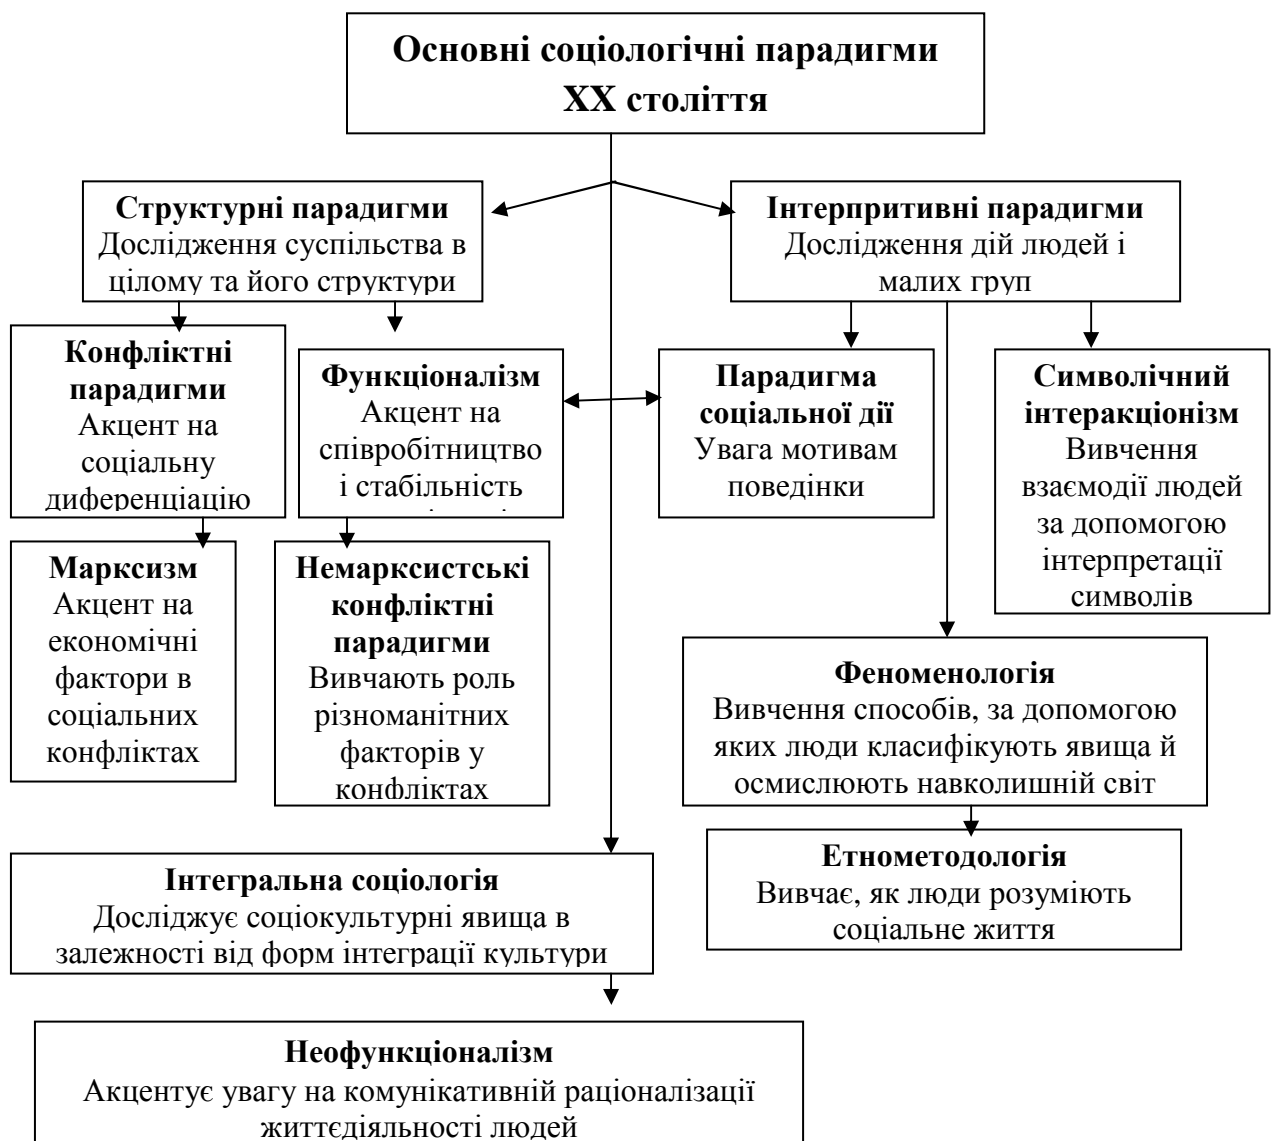 Основні соціологічні парадигми
ХХ століття
Структурні парадигми
Дослідження суспільства в
цілому та його структури
Інтерпритивні парадигми
Дослідження дій людей і
малих груп
Конфліктні
парадигми
Акцент на
соціальну
диференціацію
Функціоналізм
Акцент на
співробітництво
і стабільність
Парадигма
соціальної дії
Увага мотивам
поведінки
Символічний
інтеракціонізм
Вивчення
взаємодії людей
за допомогою
інтерпретації
символів
Марксизм
Акцент на
економічні
фактори в
соціальних
конфліктах
Немарксистські
конфліктні
парадигми
Вивчають роль
різноманітних
факторів у
конфліктах
Феноменологія
Вивчення способів, за допомогою
яких люди класифікують явища й
осмислюють навколишній світ
Етнометодологія
Вивчає, як люди розуміють
соціальне життя
Інтегральна соціологія
Досліджує соціокультурні явища в
залежності від форм інтеграції культури
Неофункціоналізм
Акцентує увагу на комунікативній раціоналізації
життєдіяльності людей